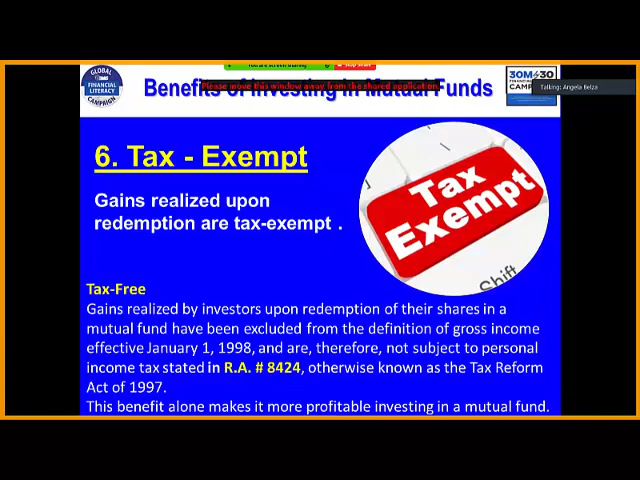 Please move this window away from the shared application.
Benefits of Investing in Mutual Funds
GLOBAL
FINANCIAL
LITERACY
CAMPAIGN
30M 30
FINANCIAL
CAMP
Talking: Angela Belza
6. Tax - Exempt
Gains realized upon
redemption are tax-exempt .
Tax
Exempt
Shift
Tax-Free
Gains realized by investors upon redemption of their shares in a
mutual fund have been excluded from the definition of gross income
effective January 1, 1998, and are, therefore, not subject to personal
income tax stated in R.A. # 8424, otherwise known as the Tax Reform
Act of 1997.
This benefit alone makes it more profitable investing in a mutual fund.